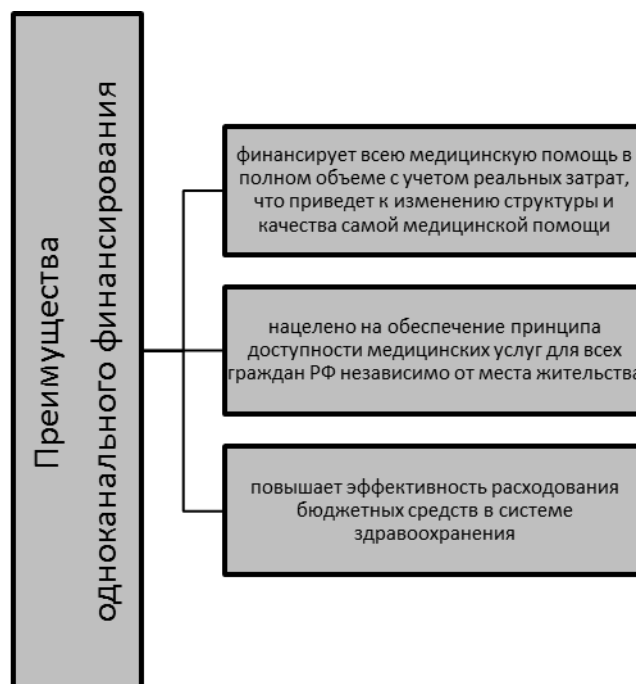 Преимущества
одноканального финансирования
финансирует всею медицинскую помощь в
полном объеме с учетом реальных затрат,
что приведет к изменению структуры и
качества самой медицинской помощи
нацелено на обеспечение принципа
доступности медицинских услуг для всех
граждан РФ независимо от места жительства
повышает эффективность расходования
бюджетных средств в системе
здравоохранения